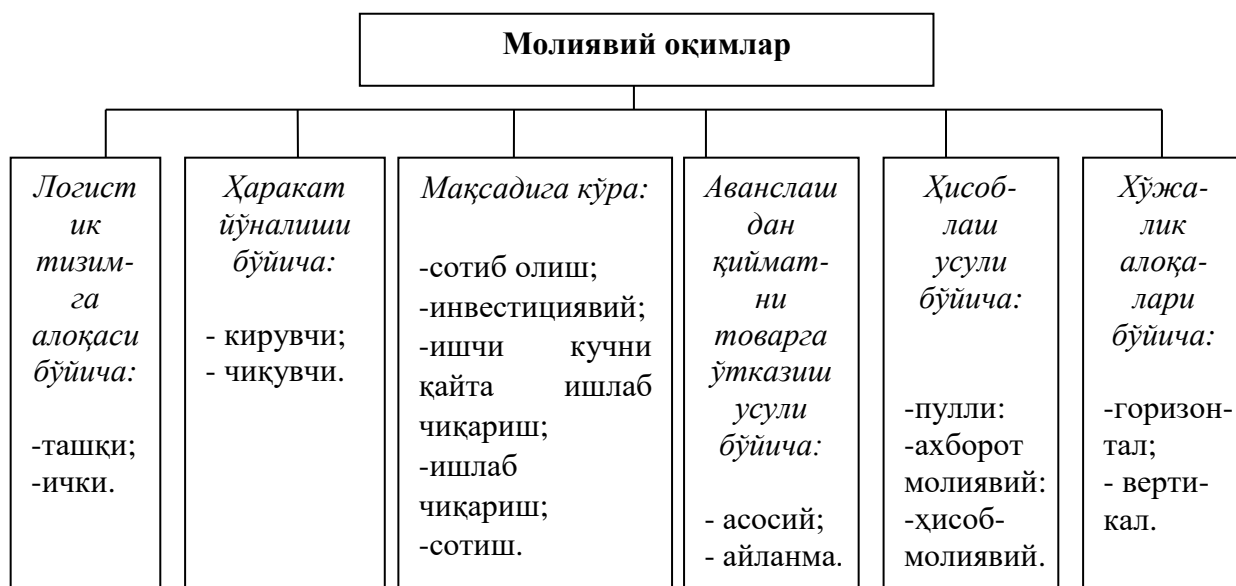 Молиявий оқимлар
Логист
ик
тизим-
га
алоқаси
бўйича:
-ташқи;
-ички.
Ҳаракат
йўналиши
бўйича:
- кирувчи;
- чиқувчи.
Мақсадига кўра:
-сотиб олиш;
-инвестициявий;
-ишчи кучни
қайта ишлаб
чиқариш;
-ишлаб
чиқариш;
-сотиш.
Аванслаш
дан
қиймат-
ни
товарга
ўтказиш
усули
бўйича:
- асосий;
- айланма.
Ҳисоб-
лаш
усули
бўйича:
-пулли:
-ахборот
молиявий:
-ҳисоб-
молиявий.
Хўжа-
лик
алоқа-
лари
бўйича:
-горизон-
тал;
- верти-
кал.